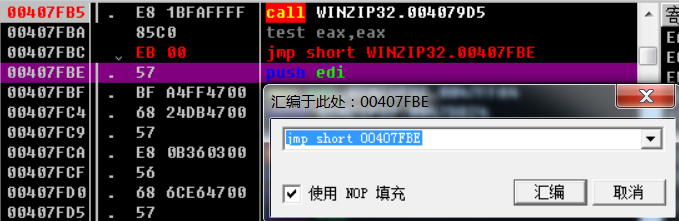 00407FB5 . E8 1BFAFFFF call WINZIP32.004079D5
00407FBA . 85C0 test eax,eax
00407FBC . EB 00 jmp short WINZIP32.00407FBE
00407FBE . 57 push edi
00407FBF . BF A4FF4700
00407FC4 . 68 24DB4700
00407FC9 . 57
00407FCA . E8 0B360300
00407FCF . 56
00407FD0 . 68 6CE64700
00407FD5 . 57
汇编于此处：00407FBE
jmp short 00407FBE
使用 NOP 填充
汇编
取消